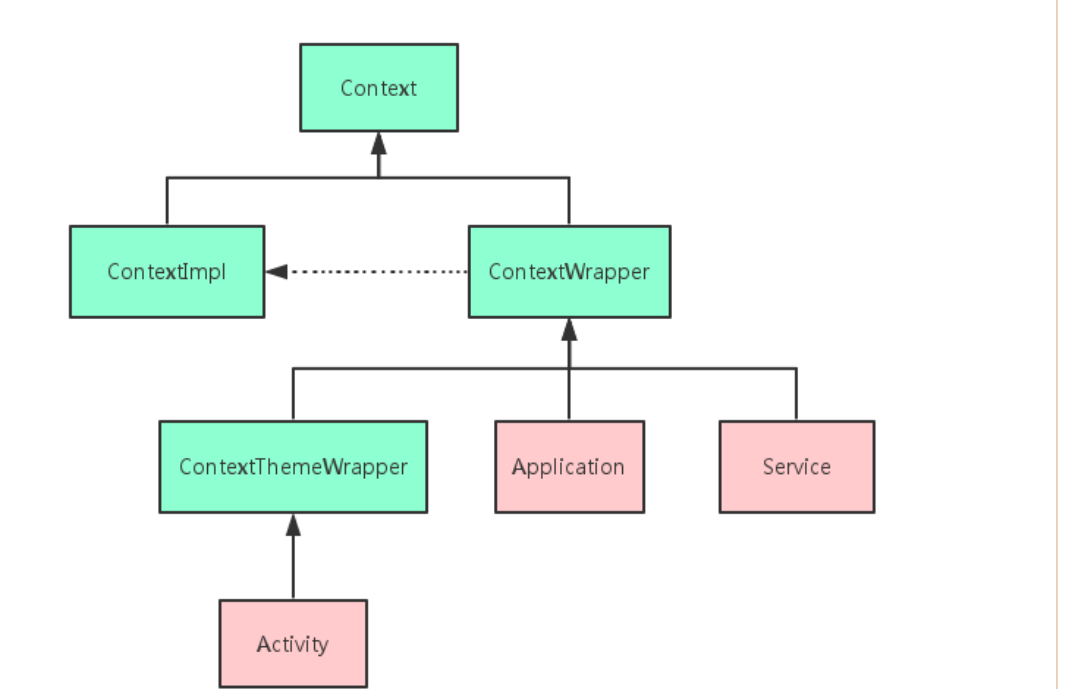 Context
ContextImpl
ContextWrapper
ContextThemeWrapper
Application
Service
Activity